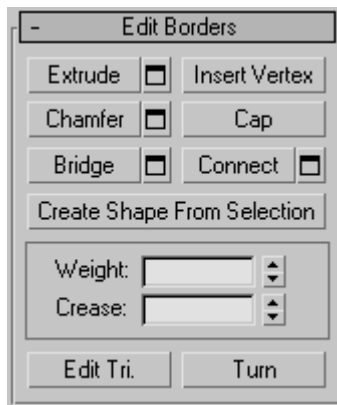 - Edit Borders
Extrude Insert Vertex
Chamfer Cap
Bridge Connect
Create Shape From Selection
Weight:
Crease:
Edit Tri. Turn